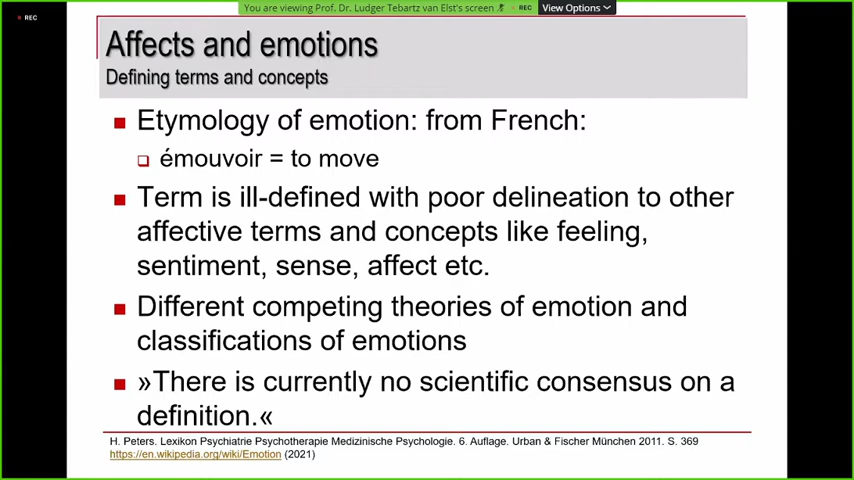 You are viewing Prof. Dr. Ludger Tebartz van Elst's screen
REC
View Options
REC
Affects and emotions
Defining terms and concepts
Etymology of emotion: from French:
émouvoir = to move
Term is ill-defined with poor delineation to other
affective terms and concepts like feeling,
sentiment, sense, affect etc.
Different competing theories of emotion and
classifications of emotions
»There is currently no scientific consensus on a
definition.«
H. Peters. Lexikon Psychiatrie Psychotherapie Medizinische Psychologie. 6. Auflage. Urban & Fischer München 2011. S. 369
https://en.wikipedia.org/wiki/Emotion (2021)